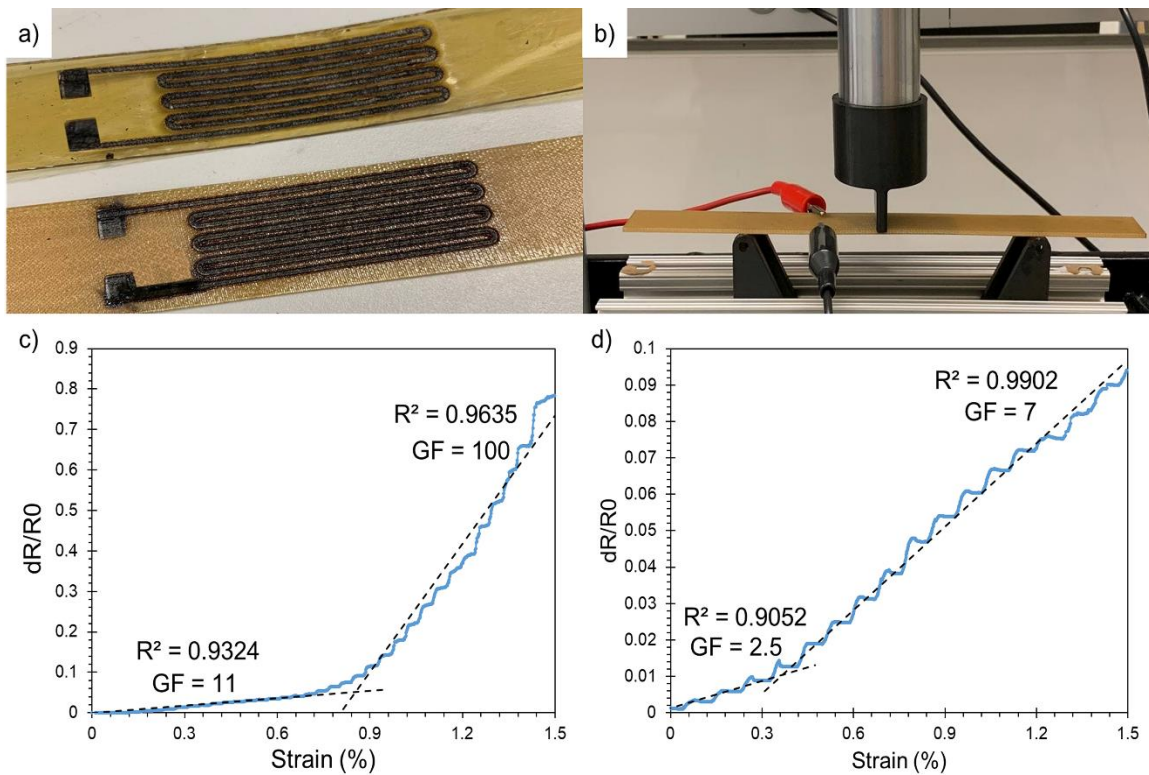 a)
b)
c)
0.9
0.8
0.7
0.6
0.5
0.4
0.3
0.2
0.1
0
dR/R0
R² = 0.9635
GF = 100
R² = 0.9324
GF = 11
0 0.3 0.6 0.9 1.2 1.5
Strain (%)
d)
0.1
0.09
0.08
0.07
0.06
0.05
0.04
0.03
0.02
0.01
0
dR/R0
R² = 0.9902
GF = 7
R² = 0.9052
GF = 2.5
0 0.3 0.6 0.9 1.2 1.5
Strain (%)